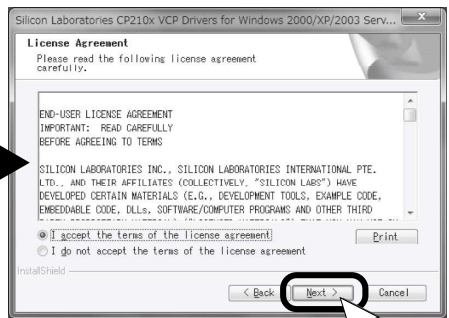 Silicon Laboratories CP210x VCP Drivers for Windows 2000/XP/2003 Serv...
License Agreement
Please read the following license agreement
carefully.
END-USER LICENSE AGREEMENT
IMPORTANT: READ CAREFULLY
BEFORE AGREEING TO TERMS
SILICON LABORATORIES INC., SILICON LABORATORIES INTERNATIONAL PTE.
LTD., AND THEIR AFFILIATES (COLLECTIVELY, "SILICON LABS") HAVE
DEVELOPED CERTAIN MATERIALS (E.G., DEVELOPMENT TOOLS, EXAMPLE CODE,
EMBEDDABLE CODE, DLLs, SOFTWARE/COMPUTER PROGRAMS AND OTHER THIRD
I accept the terms of the license agreement
Print
I do not accept the terms of the license agreement
InstallShield
< Back
Next >
Cancel